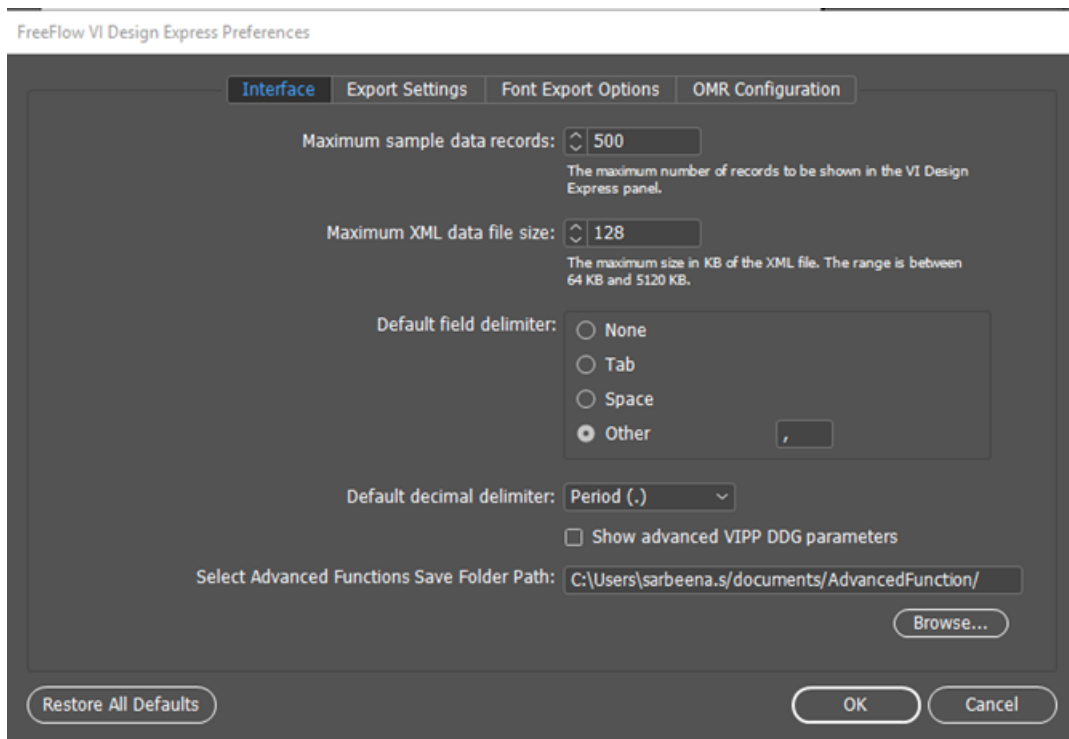 FreeFlow VI Design Express Preferences
Interface Export Settings Font Export Options OMR Configuration
Maximum sample data records: 500
The maximum number of records to be shown in the VI Design
Express panel.
Maximum XML data file size: 128
The maximum size in KB of the XML file. The range is between
64 KB and 5120 KB.
Default field delimiter: None
Tab
Space
Other ,
Default decimal delimiter: Period (.)
Show advanced VIPP DDG parameters
Select Advanced Functions Save Folder Path: C:\Users\sarbeena.s/documents/AdvancedFunction/
Browse...
Restore All Defaults OK Cancel